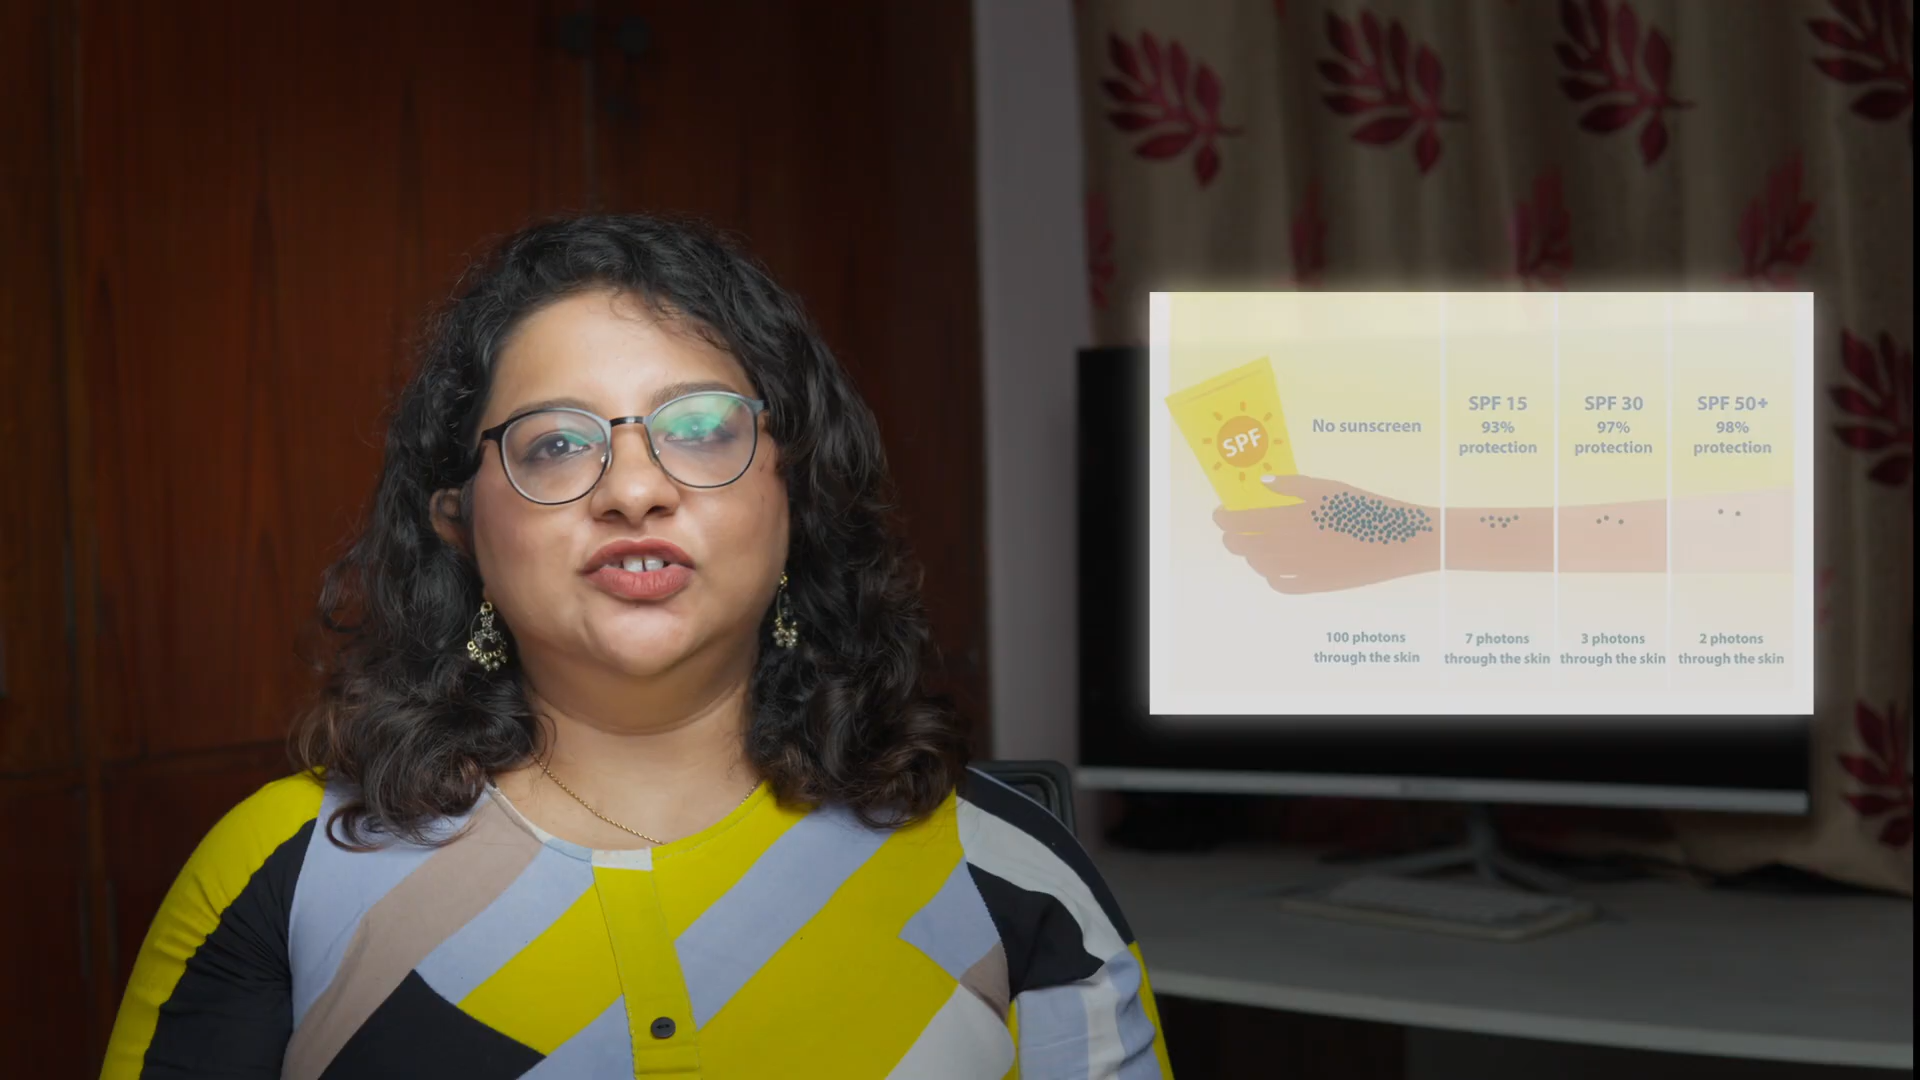 SPF
No sunscreen
SPF 15
93%
protection
SPF 30
97%
protection
SPF 50+
98%
protection
100 photons
through the skin
7 photons
through the skin
3 photons
through the skin
2 photons
through the skin